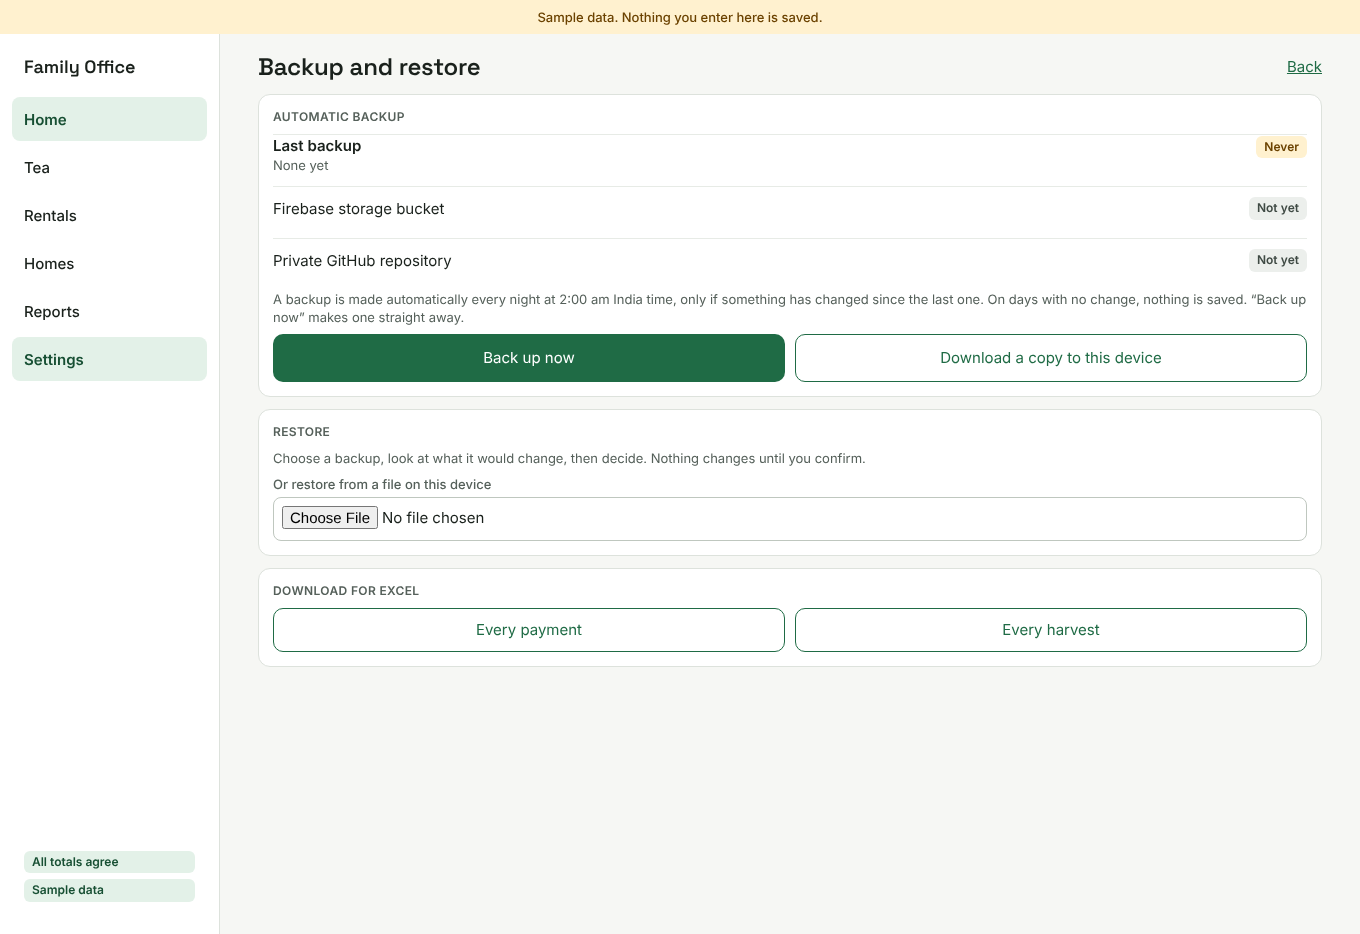 Sample data. Nothing you enter here is saved.
Family Office
Home
Tea
Rentals
Homes
Reports
Settings
All totals agree
Sample data
Backup and restore
Back
AUTOMATIC BACKUP
Last backup
Never
None yet
Firebase storage bucket
Not yet
Private GitHub repository
Not yet
A backup is made automatically every night at 2:00 am India time, only if something has changed since the last one. On days with no change, nothing is saved. “Back up
now” makes one straight away.
Back up now
Download a copy to this device
RESTORE
Choose a backup, look at what it would change, then decide. Nothing changes until you confirm.
Or restore from a file on this device
Choose File No file chosen
DOWNLOAD FOR EXCEL
Every payment
Every harvest